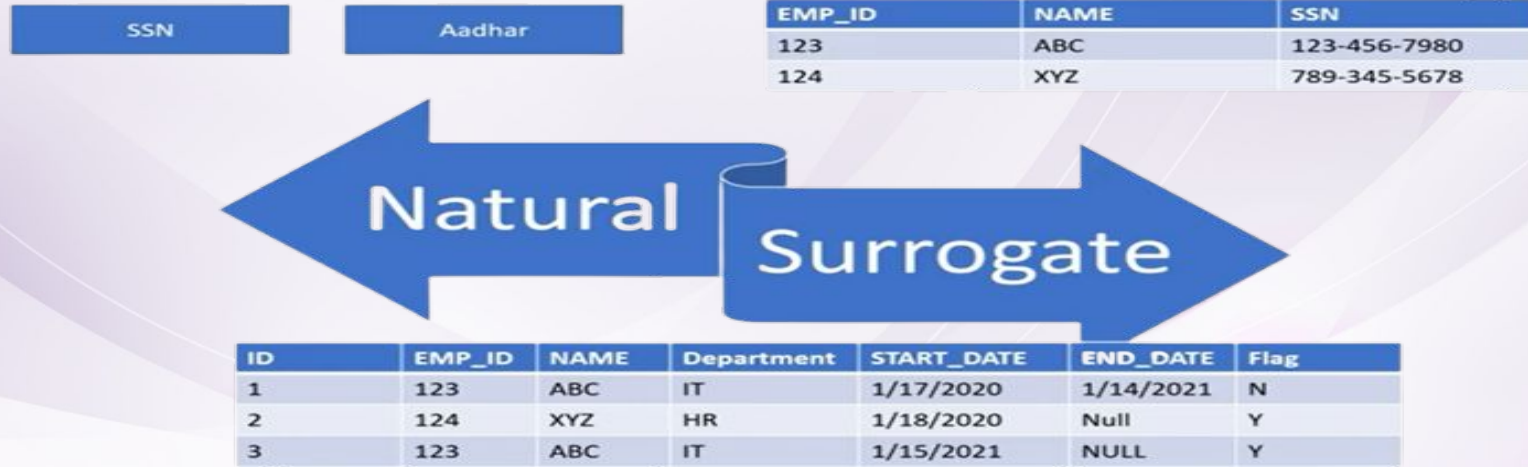 SSN
Aadhar
EMP_ID NAME SSN
123 ABC 123-456-7980
124 XYZ 789-345-5678
Natural
Surrogate
ID EMP_ID NAME Department START_DATE END_DATE Flag
1 123 ABC IT 1/17/2020 1/14/2021 N
2 124 XYZ HR 1/18/2020 Null Y
3 123 ABC IT 1/15/2021 NULL Y